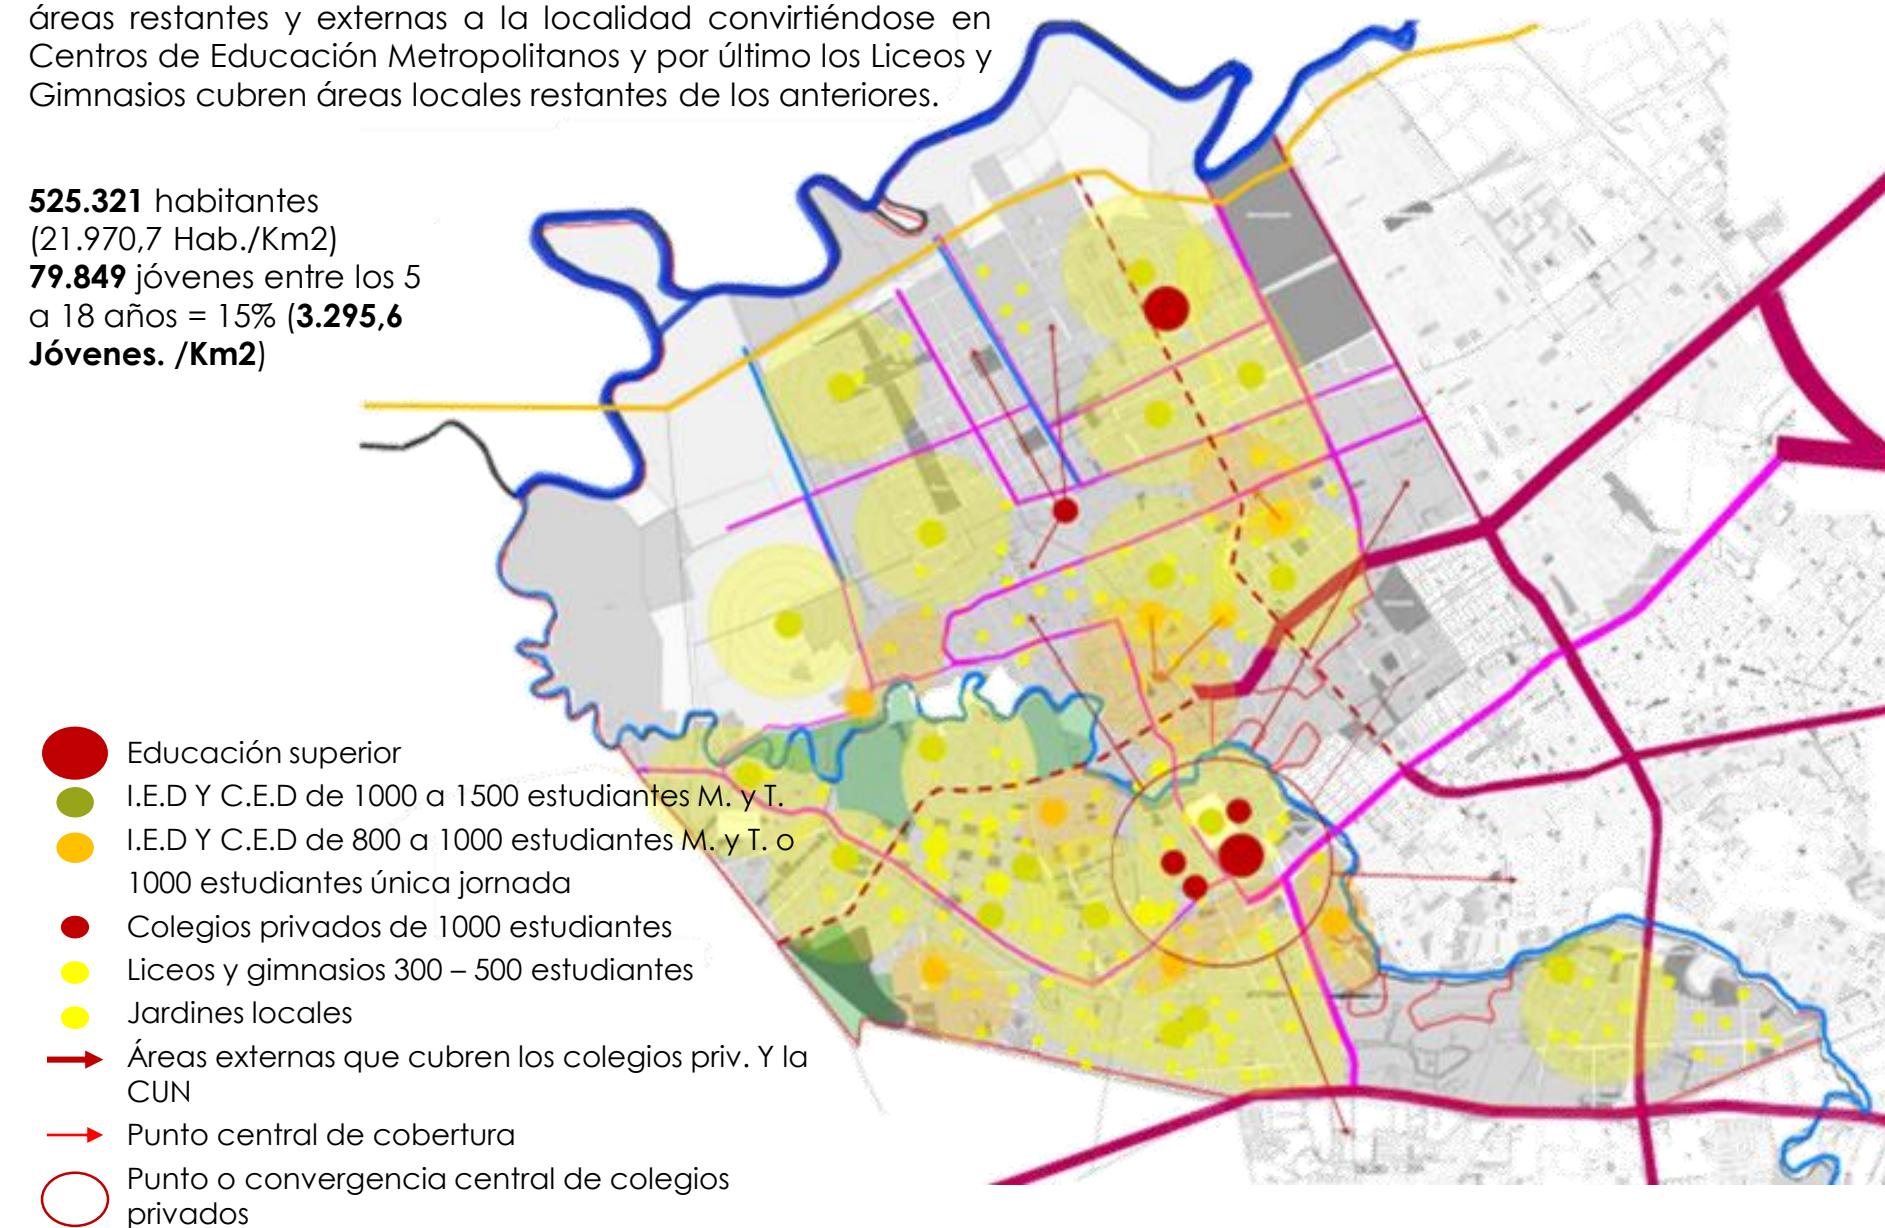 áreas restantes y externas a la localidad convirtiéndose en
Centros de Educación Metropolitanos y por último los Liceos y
Gimnasios cubren áreas locales restantes de los anteriores.
525.321 habitantes
(21.970,7 Hab./Km2)
79.849 jóvenes entre los 5
a 18 años = 15% (3.295,6
Jóvenes. /Km2)
Educación superior
I.E.D Y C.E.D de 1000 a 1500 estudiantes M. y T.
I.E.D Y C.E.D de 800 a 1000 estudiantes M. y T. o
1000 estudiantes única jornada
Colegios privados de 1000 estudiantes
Liceos y gimnasios 300 – 500 estudiantes
Jardines locales
Áreas externas que cubren los colegios priv. Y la
CUN
Punto central de cobertura
Punto o convergencia central de colegios
privados